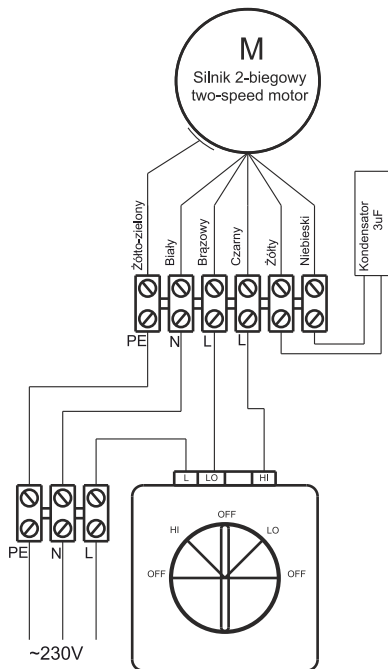 M
Silnik 2-biegowy
two-speed motor
Żółto-zielony
Biały
Brązowy
Czarny
Żółty
Niebieski
Kondensator
3uF
PE
N
L
L
L
LO
HI
OFF
HI
LO
OFF
OFF
PE
N
L
~230V